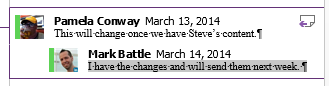 Pamela Conway March 13, 2014
This will change once we have Steve's content.¶
Mark Battle March 14, 2014
I have the changes and will send them next week. ¶